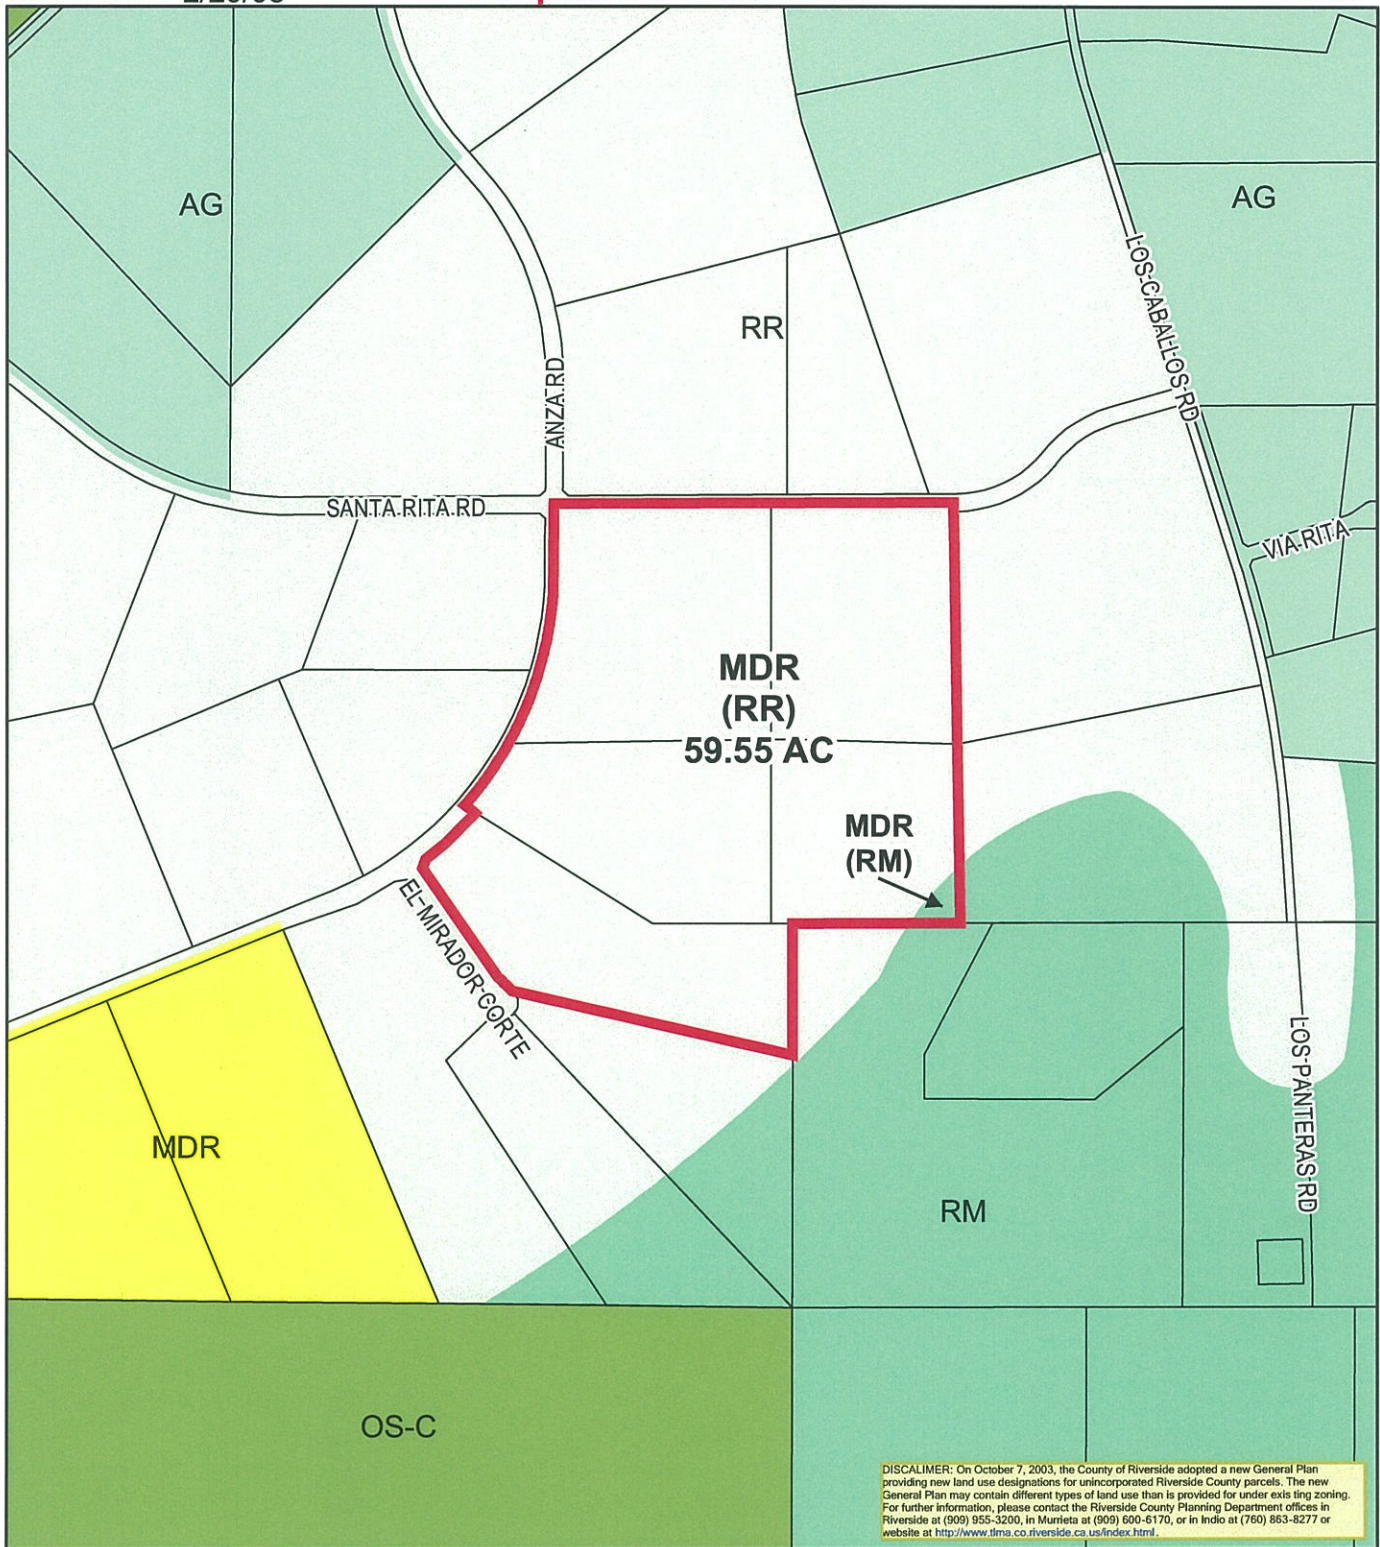 AG
AG
LOS CABALLOS RD
RR
ANZA RD
SANTA RITA RD
VIA RITA
MDR
(RR)
59.55 AC
MDR
(RM)
EL MIRADOR CORTE
LOS PANTERAS RD
MDR
RM
OS-C
DISCALIMER: On October 7, 2003, the County of Riverside adopted a new General Plan
providing new land use designations for unincorporated Riverside County parcels. The new
General Plan may contain different types of land use than is provided for under exis ting zoning.
For further information, please contact the Riverside County Planning Department offices in
Riverside at (909) 955-3200, in Murrieta at (909) 600-6170, or in Indio at (760) 863-8277 or
website at http://www.tlma.co.riverside.ca.us/index.html.